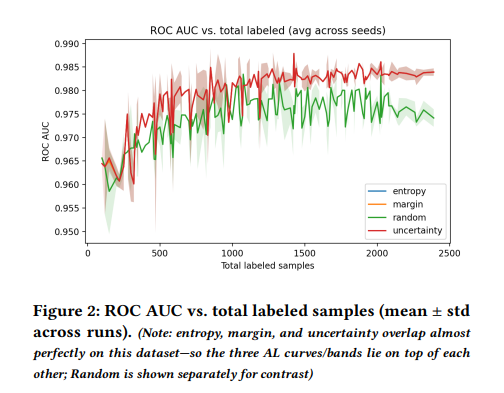 ROC AUC vs. total labeled (avg across seeds)
0.990
0.985
0.980
0.975
0.970
0.965
0.960
0.955
0.950
ROC AUC
entropy
margin
random
uncertainty
0
500
1000
1500
2000
2500
Total labeled samples
Figure 2: ROC AUC vs. total labeled samples (mean ± std
across runs). (Note: entropy, margin, and uncertainty overlap almost
perfectly on this dataset—so the three AL curves/bands lie on top of each
other; Random is shown separately for contrast)